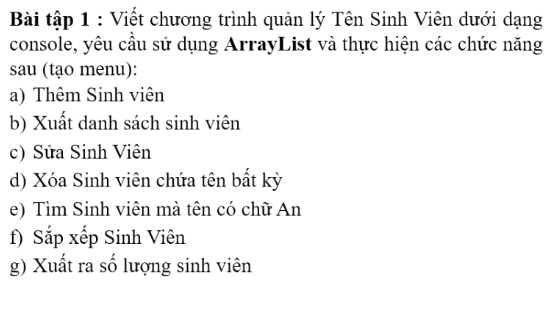 Bài tập 1 : Viết chương trình quản lý Tên Sinh Viên dưới dạng
console, yêu cầu sử dụng ArrayList và thực hiện các chức năng
sau (tạo menu):
a) Thêm Sinh viên
b) Xuất danh sách sinh viên
c) Sửa Sinh Viên
d) Xóa Sinh viên chứa tên bất kỳ
e) Tìm Sinh viên mà tên có chữ An
f) Sắp xếp Sinh Viên
g) Xuất ra số lượng sinh viên